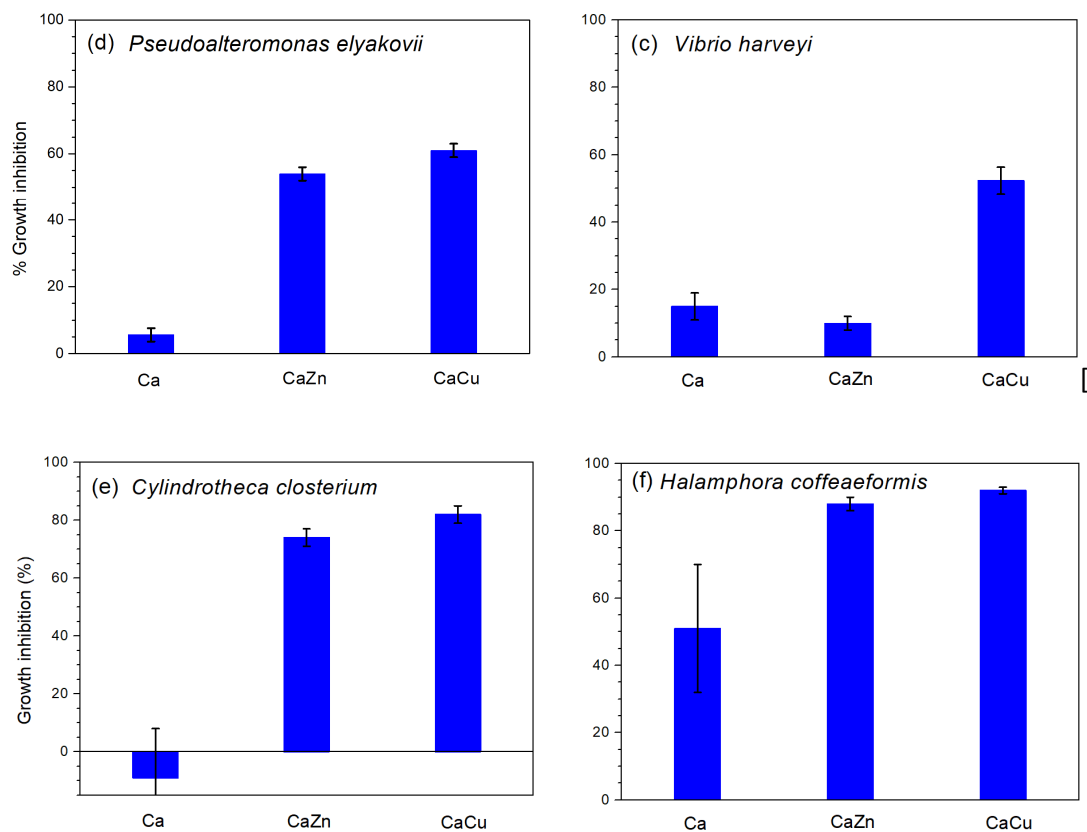 (d) Pseudoalteromonas elyakovii
% Growth inhibition
100
80
60
40
20
0
Ca CaZn CaCu
(c) Vibrio harveyi
100
80
60
40
20
0
Ca CaZn CaCu
[
(e) Cylindrotheca closterium
Growth inhibition (%)
100
80
60
40
20
0
Ca CaZn CaCu
(f) Halamphora coffeaeformis
100
80
60
40
20
0
Ca CaZn CaCu